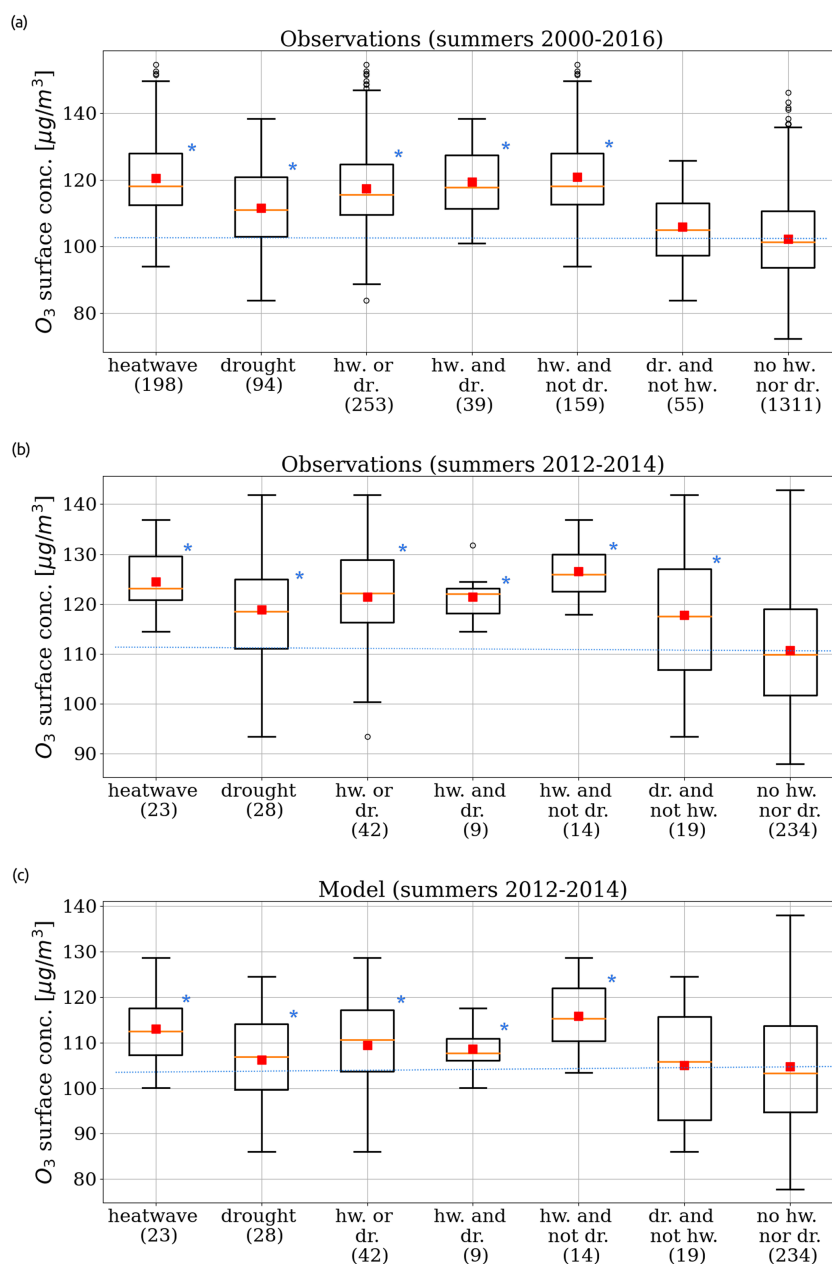 (a)
Observations (summers 2000-2016)
O₃ surface conc. [μg/m³]
140
120
100
80
*
*
*
*
*
heatwave
(198)
drought
(94)
hw. or
dr.
(253)
hw. and
dr.
(39)
hw. and
not dr.
(159)
dr. and
not hw.
(55)
no hw.
nor dr.
(1311)
(b)
Observations (summers 2012-2014)
O₃ surface conc. [μg/m³]
140
130
120
110
100
90
*
*
*
*
*
*
heatwave
(23)
drought
(28)
hw. or
dr.
(42)
hw. and
dr.
(9)
hw. and
not dr.
(14)
dr. and
not hw.
(19)
no hw.
nor dr.
(234)
(c)
Model (summers 2012-2014)
O₃ surface conc. [μg/m³]
140
130
120
110
100
90
80
*
*
*
*
*
heatwave
(23)
drought
(28)
hw. or
dr.
(42)
hw. and
dr.
(9)
hw. and
not dr.
(14)
dr. and
not hw.
(19)
no hw.
nor dr.
(234)